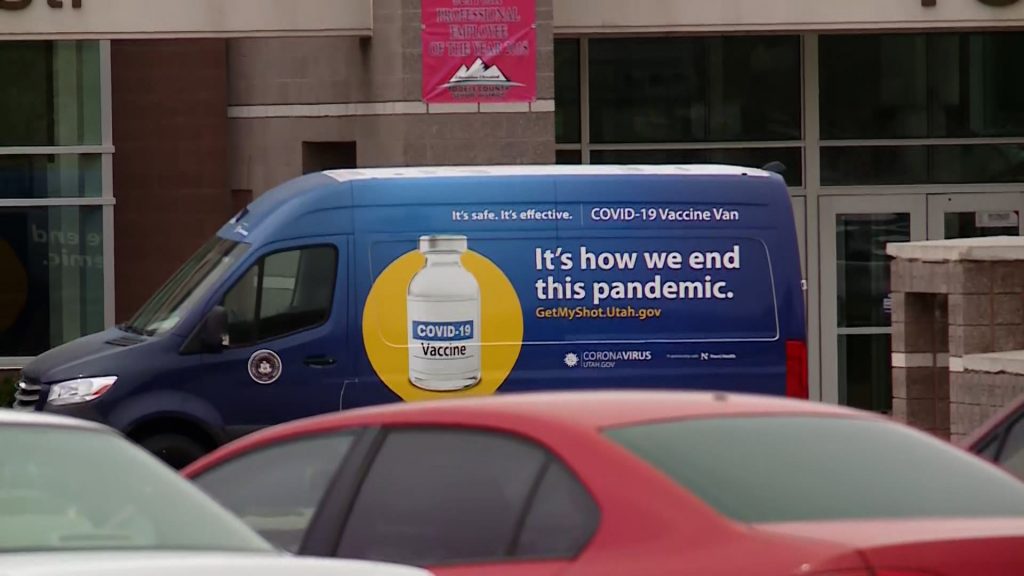 PROFESSIONAL
EMPLOYEE
OF THE YEAR
It's safe. It's effective. COVID-19 Vaccine Van
It's how we end
this pandemic.
GetMyShot.Utah.gov
COVID-19
Vaccine
CORONAVIRUS
UTAH.GOV